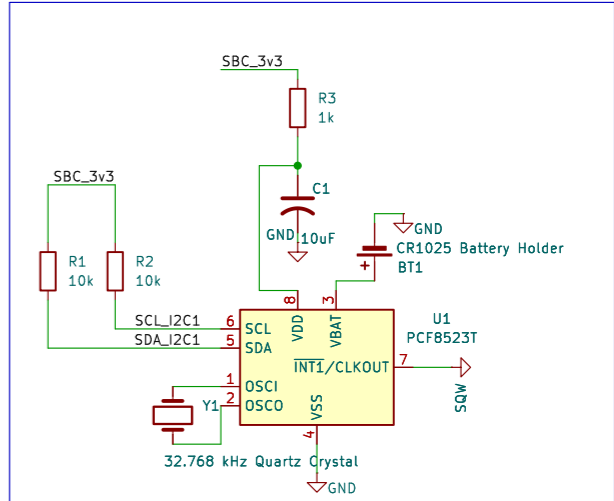 SBC_3v3
R3
1k
SBC_3v3
C1
GND
10uF
GND
CR1025 Battery Holder
+
BT1
R1
10k
R2
10k
8
3
U1
PCF8523T
SCL_I2C1
6
SCL
VDD
VBAT
SDA_I2C1
5
SDA
INT1/CLKOUT
7
SQW
1
OSCI
2
OSCO
Y1
VSS
4
32.768 kHz Quartz Crystal
GND